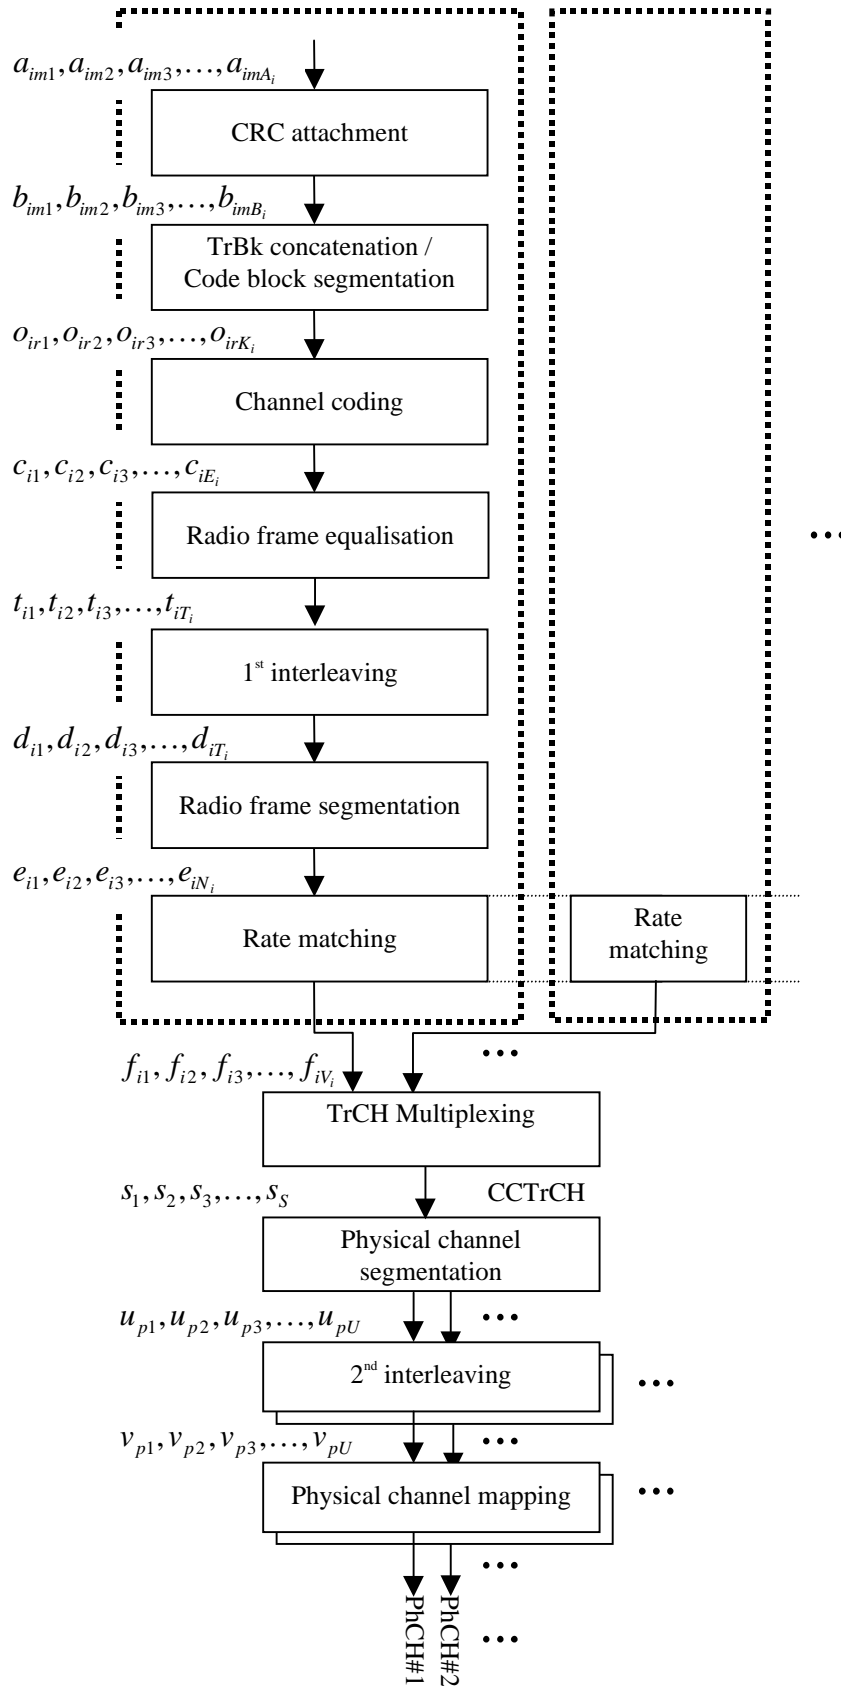 a_{im1}, a_{im2}, a_{im3}, …, a_{imA_i}
CRC attachment
b_{im1}, b_{im2}, b_{im3}, …, b_{imB_i}
TrBk concatenation /
Code block segmentation
o_{ir1}, o_{ir2}, o_{ir3}, …, o_{irK_i}
Channel coding
c_{i1}, c_{i2}, c_{i3}, …, c_{iE_i}
Radio frame equalisation
…
t_{i1}, t_{i2}, t_{i3}, …, t_{iT_i}
1^{st} interleaving
d_{i1}, d_{i2}, d_{i3}, …, d_{iT_i}
Radio frame segmentation
e_{i1}, e_{i2}, e_{i3}, …, e_{iN_i}
Rate matching
Rate
matching
…
f_{i1}, f_{i2}, f_{i3}, …, f_{iV_i}
TrCH Multiplexing
s_1, s_2, s_3, …, s_S
CCTrCH
Physical channel
segmentation
u_{p1}, u_{p2}, u_{p3}, …, u_{pU}
…
2^{nd} interleaving
…
v_{p1}, v_{p2}, v_{p3}, …, v_{pU}
…
Physical channel mapping
…
…
PhCH#1
PhCH#2
…